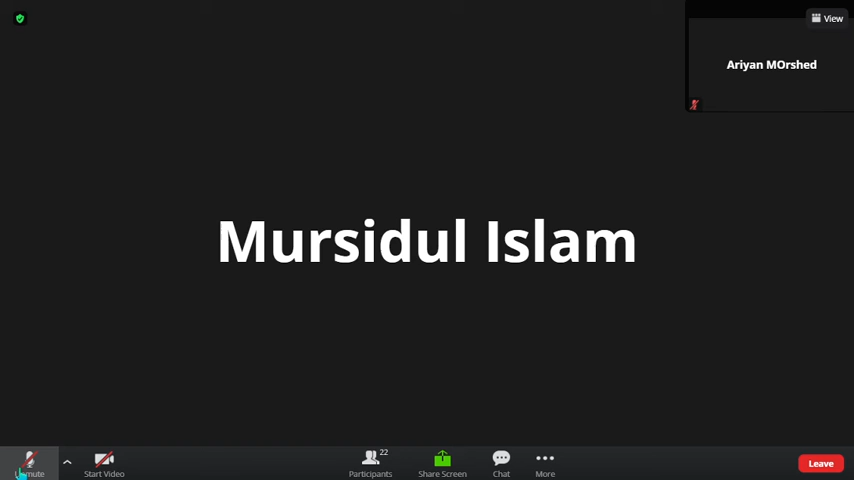 View
Ariyan MOrshed
Mursidul Islam
Unmute
Start Video
Participants
22
Share Screen
Chat
More
Leave